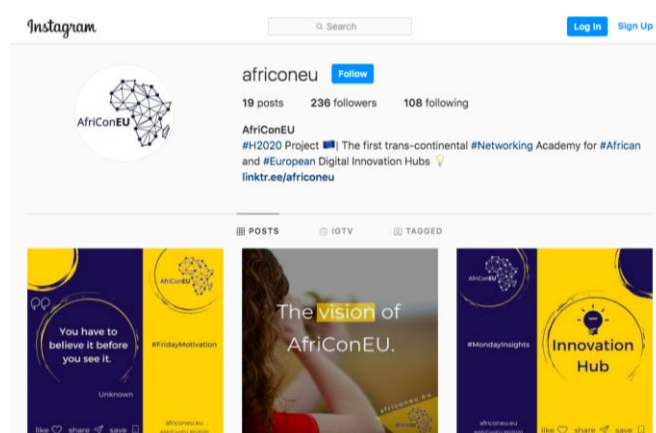 Instagram
Search
Log In
Sign Up
AfriConEU
africoneu
Follow
19 posts 236 followers 108 following
AfriConEU
#H2020 Project | The first trans-continental #Networking Academy for #African
and #European Digital Innovation Hubs
linktr.ee/africoneu
POSTS
IGTV
TAGGED
You have to
believe it before
you see it.
Unknown
like share save
AfriConEU
#FridayMotivation
africoneu.eu
The vision of
AfriConEU.
africoneu.eu
AfriConEU
AfriConEU
#MondayInsights
africoneu.eu
Innovation
Hub
like share save